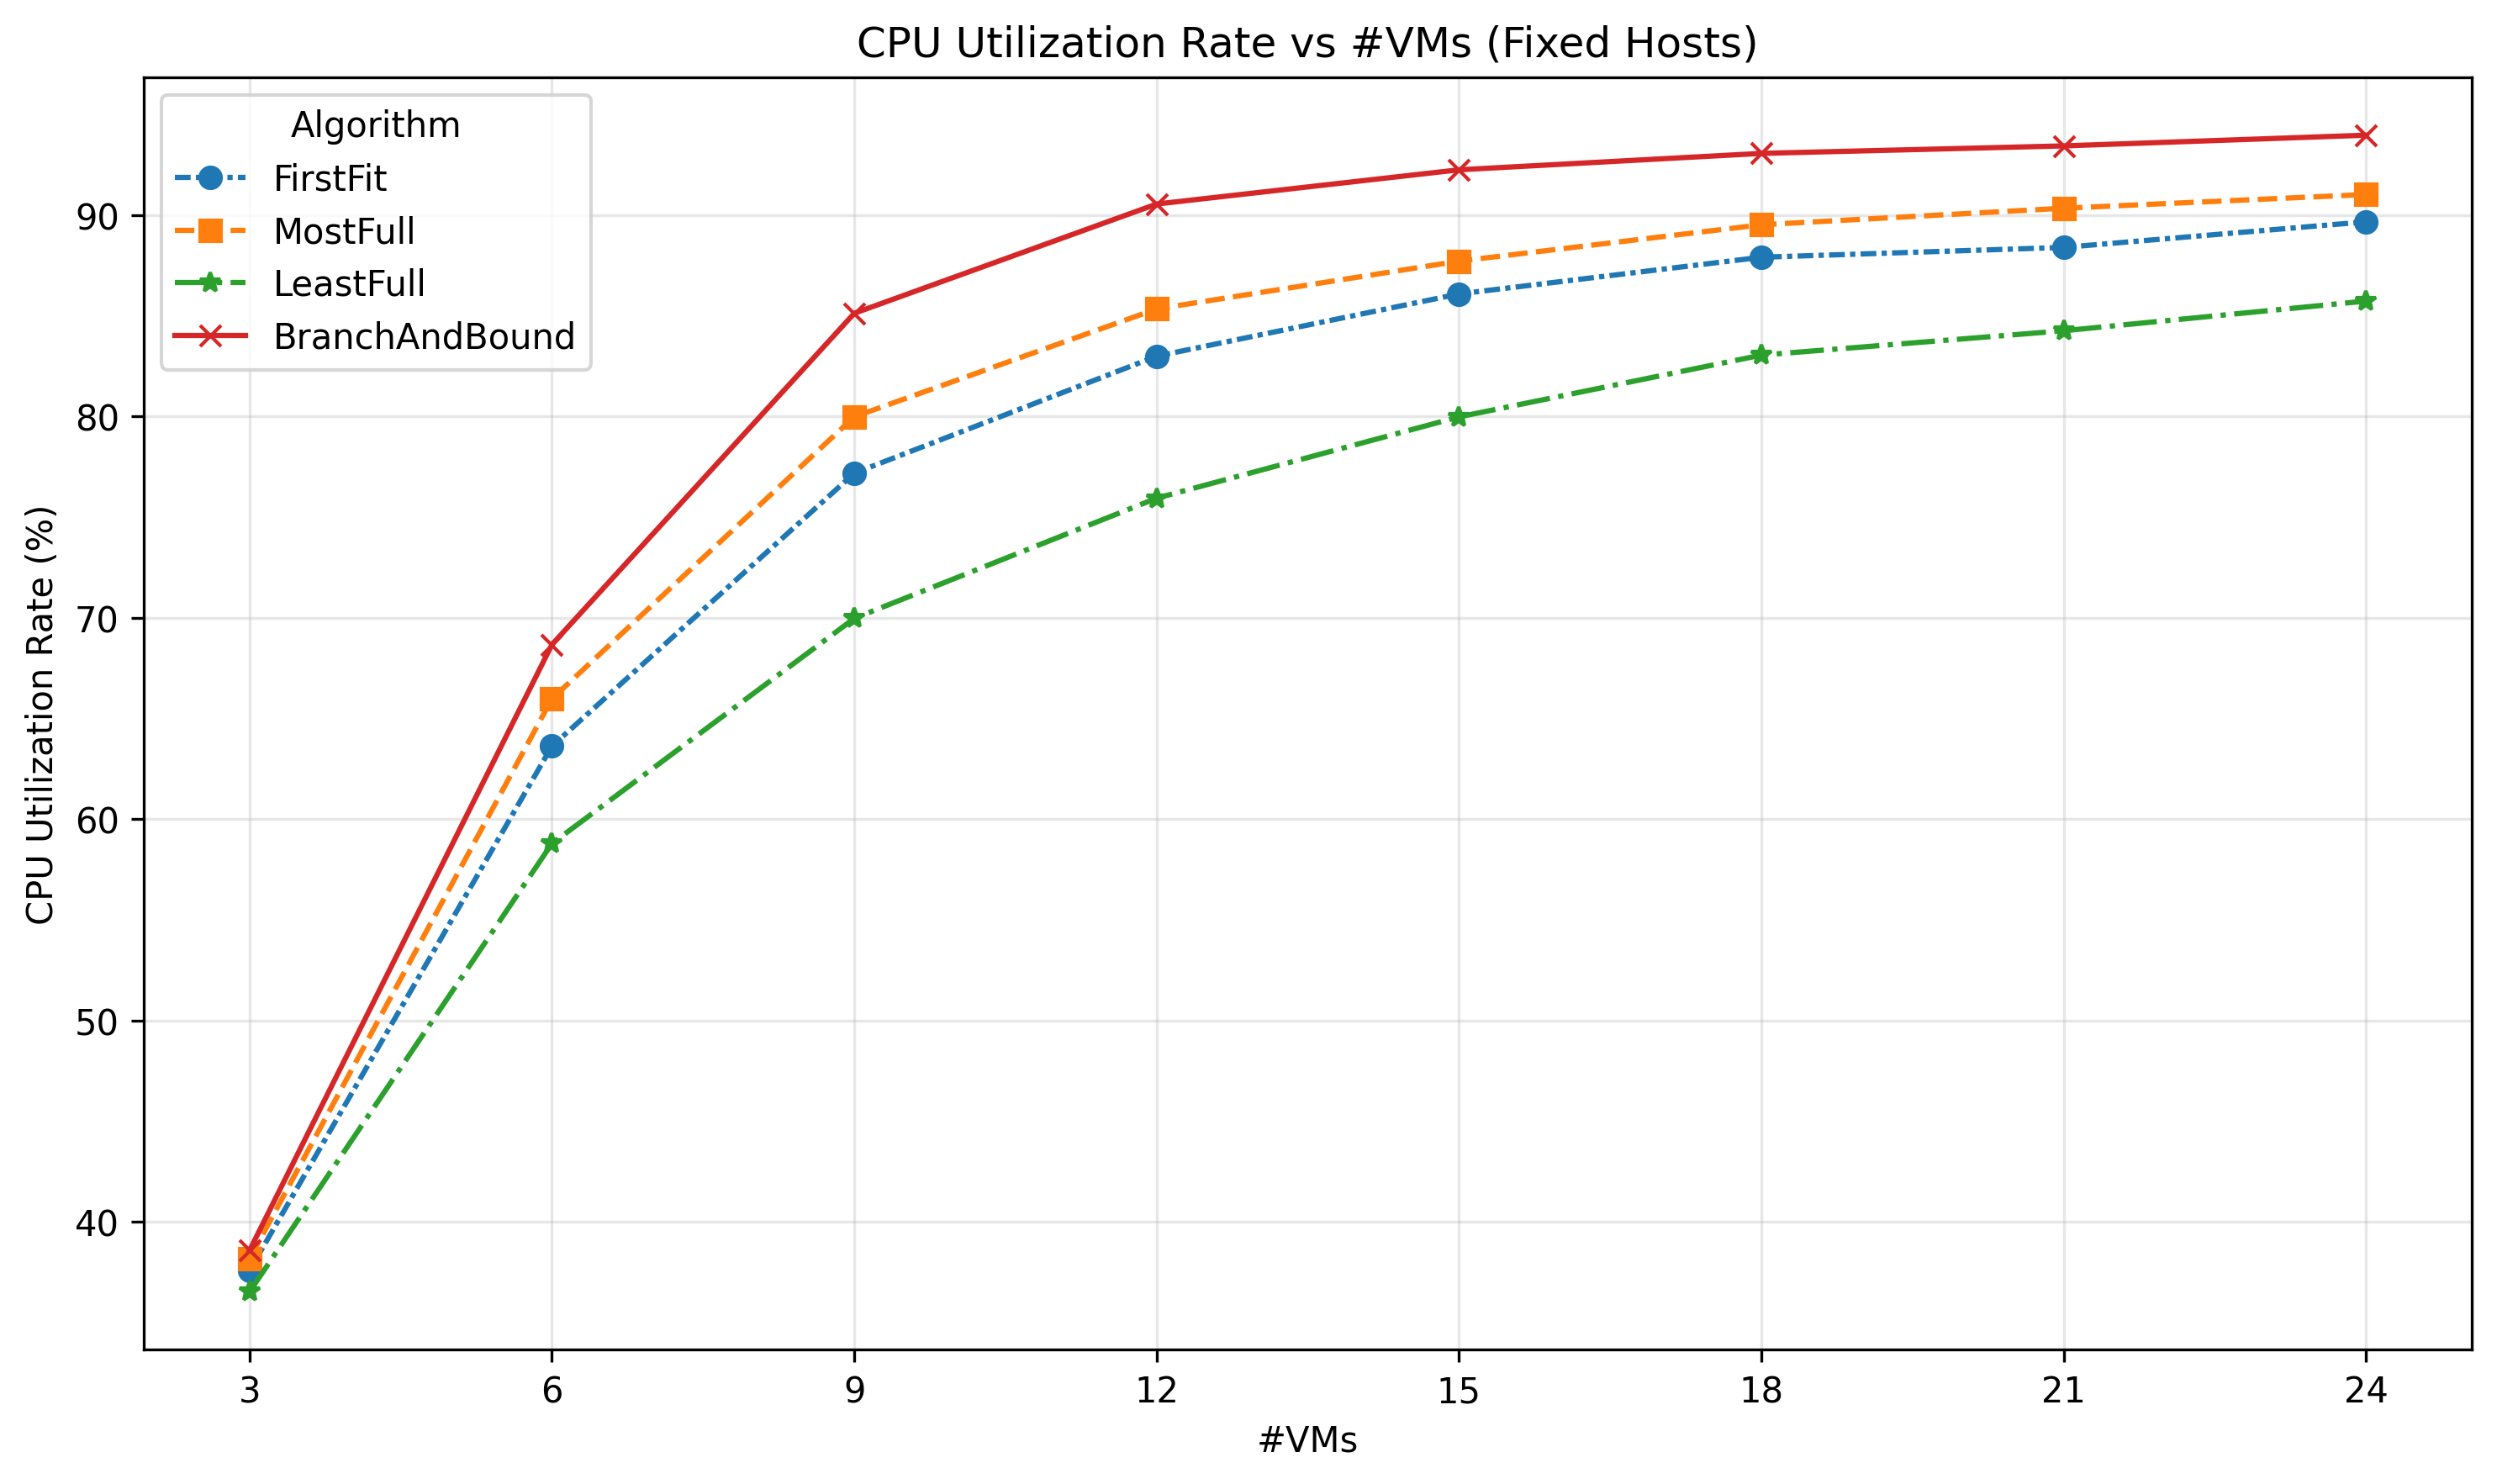 CPU Utilization Rate vs #VMs (Fixed Hosts)
Algorithm
FirstFit
MostFull
LeastFull
BranchAndBound
CPU Utilization Rate (%)
90
80
70
60
50
40
3 6 9 12 15 18 21 24
#VMs